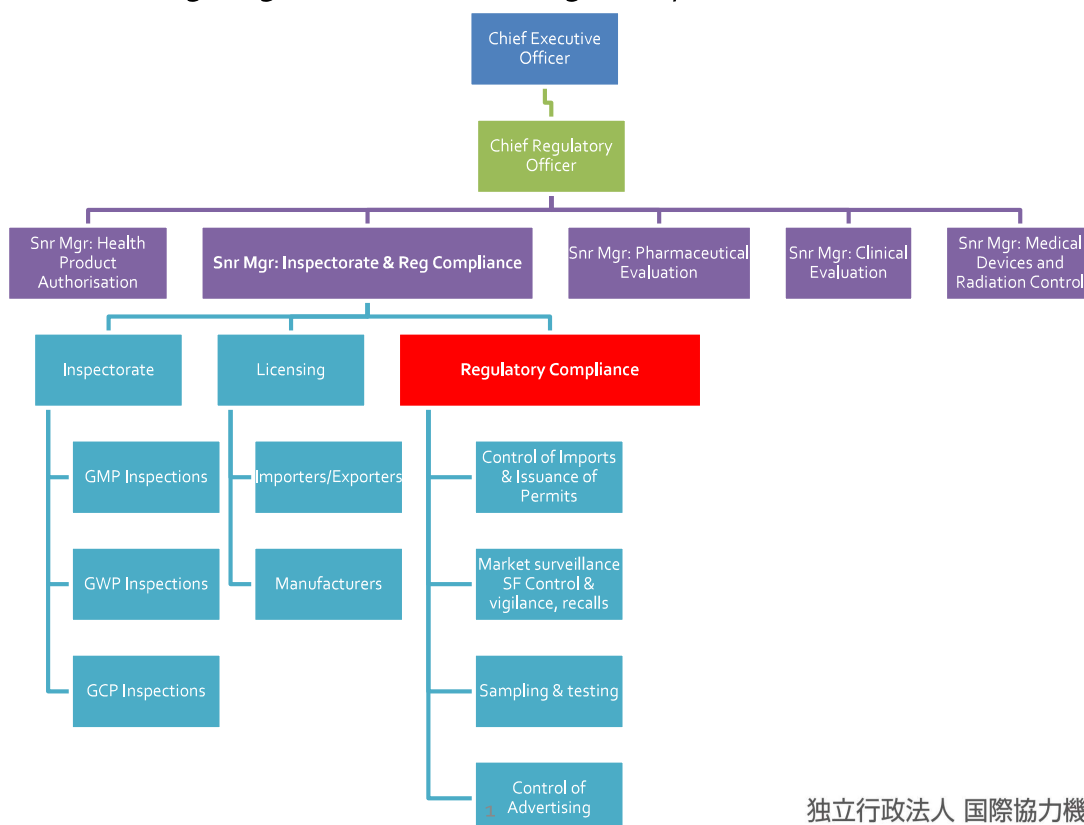 Chief Executive
Officer
Chief Regulatory
Officer
Snr Mgr: Health
Product
Authorisation
Snr Mgr: Inspectorate & Reg Compliance
Snr Mgr: Pharmaceutical
Evaluation
Snr Mgr: Clinical
Evaluation
Snr Mgr: Medical
Devices and
Radiation Control
Inspectorate
Licensing
Regulatory Compliance
GMP Inspections
Importers/Exporters
Control of Imports
& Issuance of
Permits
GWP Inspections
Manufacturers
Market surveillance
SF Control &
vigilance, recalls
GCP Inspections
Sampling & testing
Control of
Advertising
1
独立行政法人 国際協力機